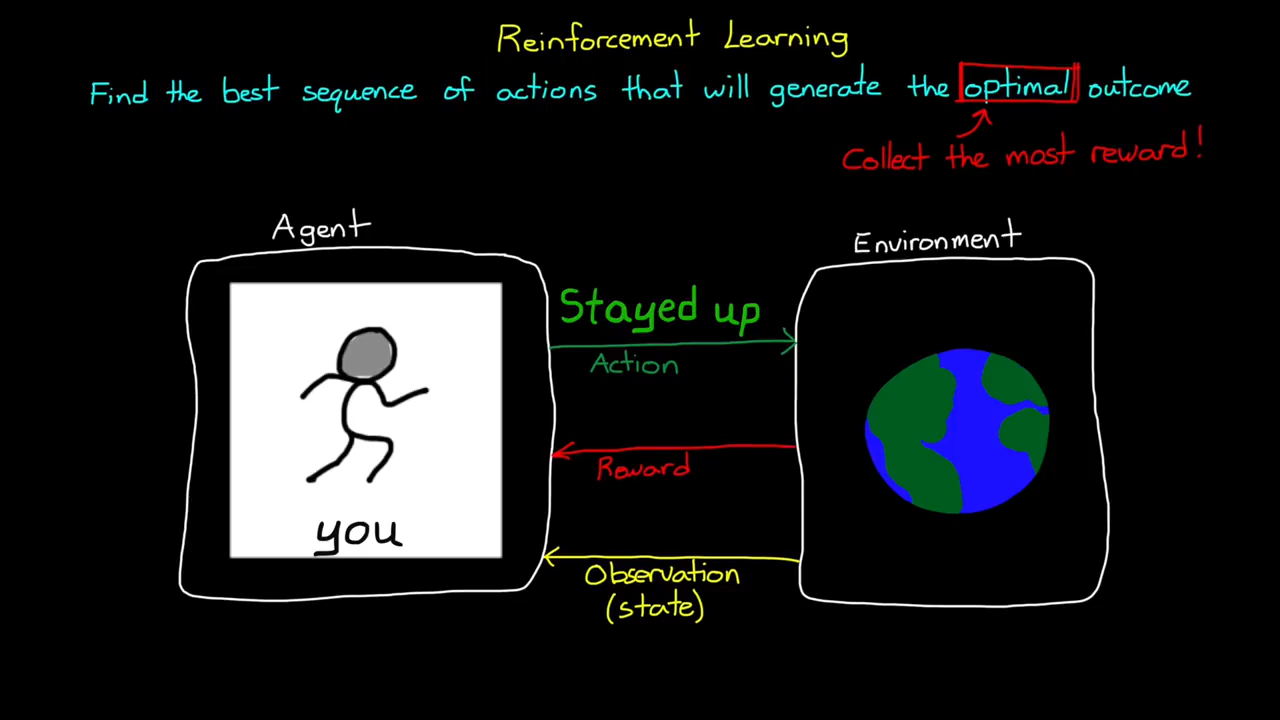 Reinforcement Learning
Find the best sequence of actions that will generate the optimal outcome
Collect the most reward!
Agent
Environment
Stayed up
Action
Reward
you
Observation
(state)